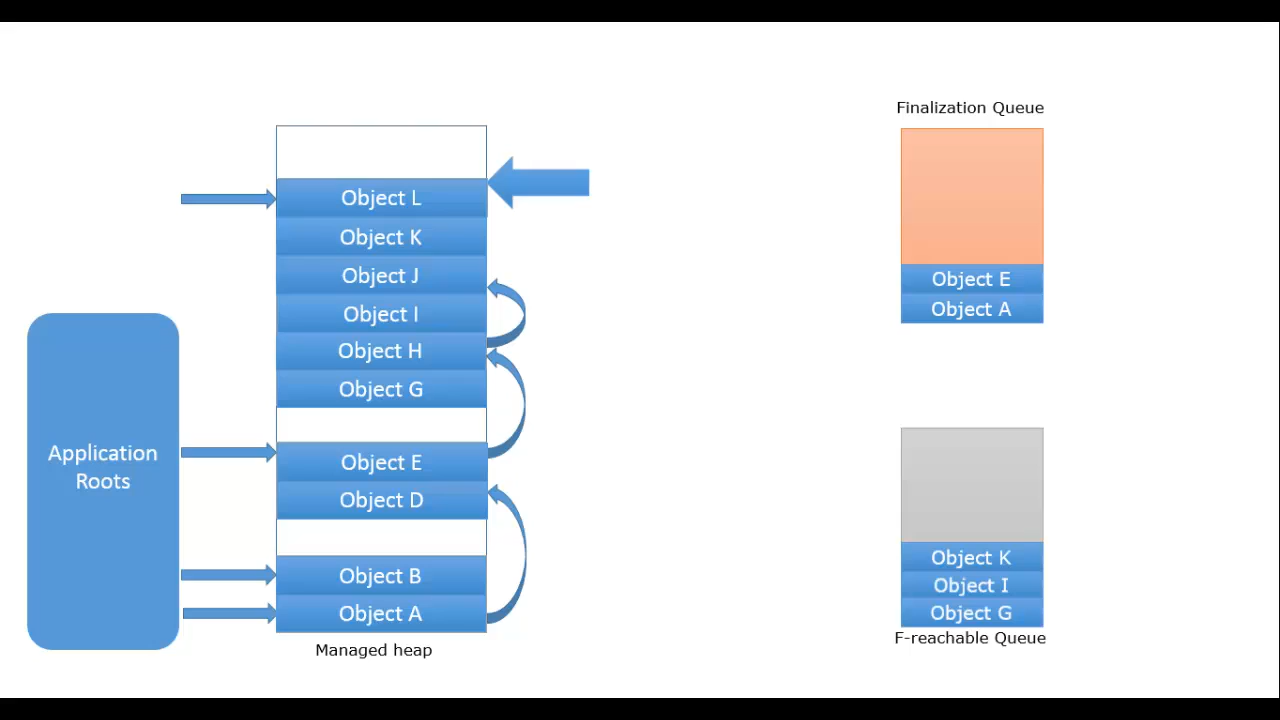 Finalization Queue
Object L
Object K
Object J
Object I
Object H
Object G
Object E
Object D
Object B
Object A
Managed heap
Application
Roots
Object E
Object A
Object K
Object I
Object G
F-reachable Queue